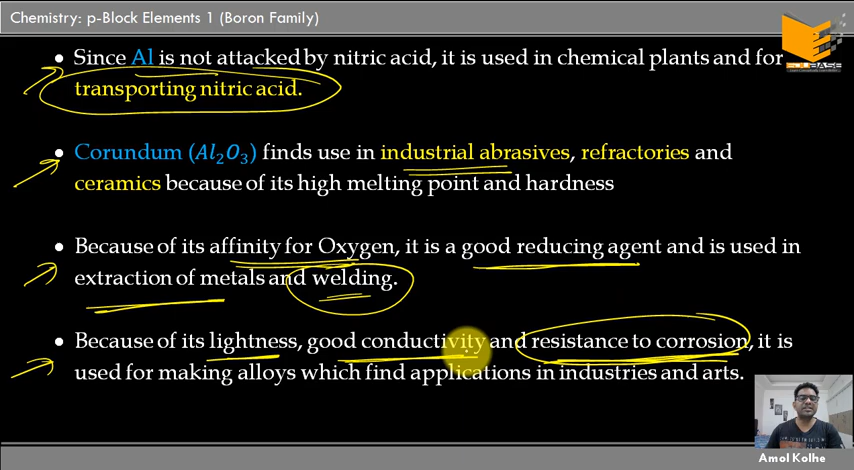 Chemistry: p-Block Elements 1 (Boron Family)
• Since Al is not attacked by nitric acid, it is used in chemical plants and for
transporting nitric acid.
• Corundum (Al₂O₃) finds use in industrial abrasives, refractories and
ceramics because of its high melting point and hardness
• Because of its affinity for Oxygen, it is a good reducing agent and is used in
extraction of metals and welding.
• Because of its lightness, good conductivity and resistance to corrosion, it is
used for making alloys which find applications in industries and arts.
Amol Kolhe